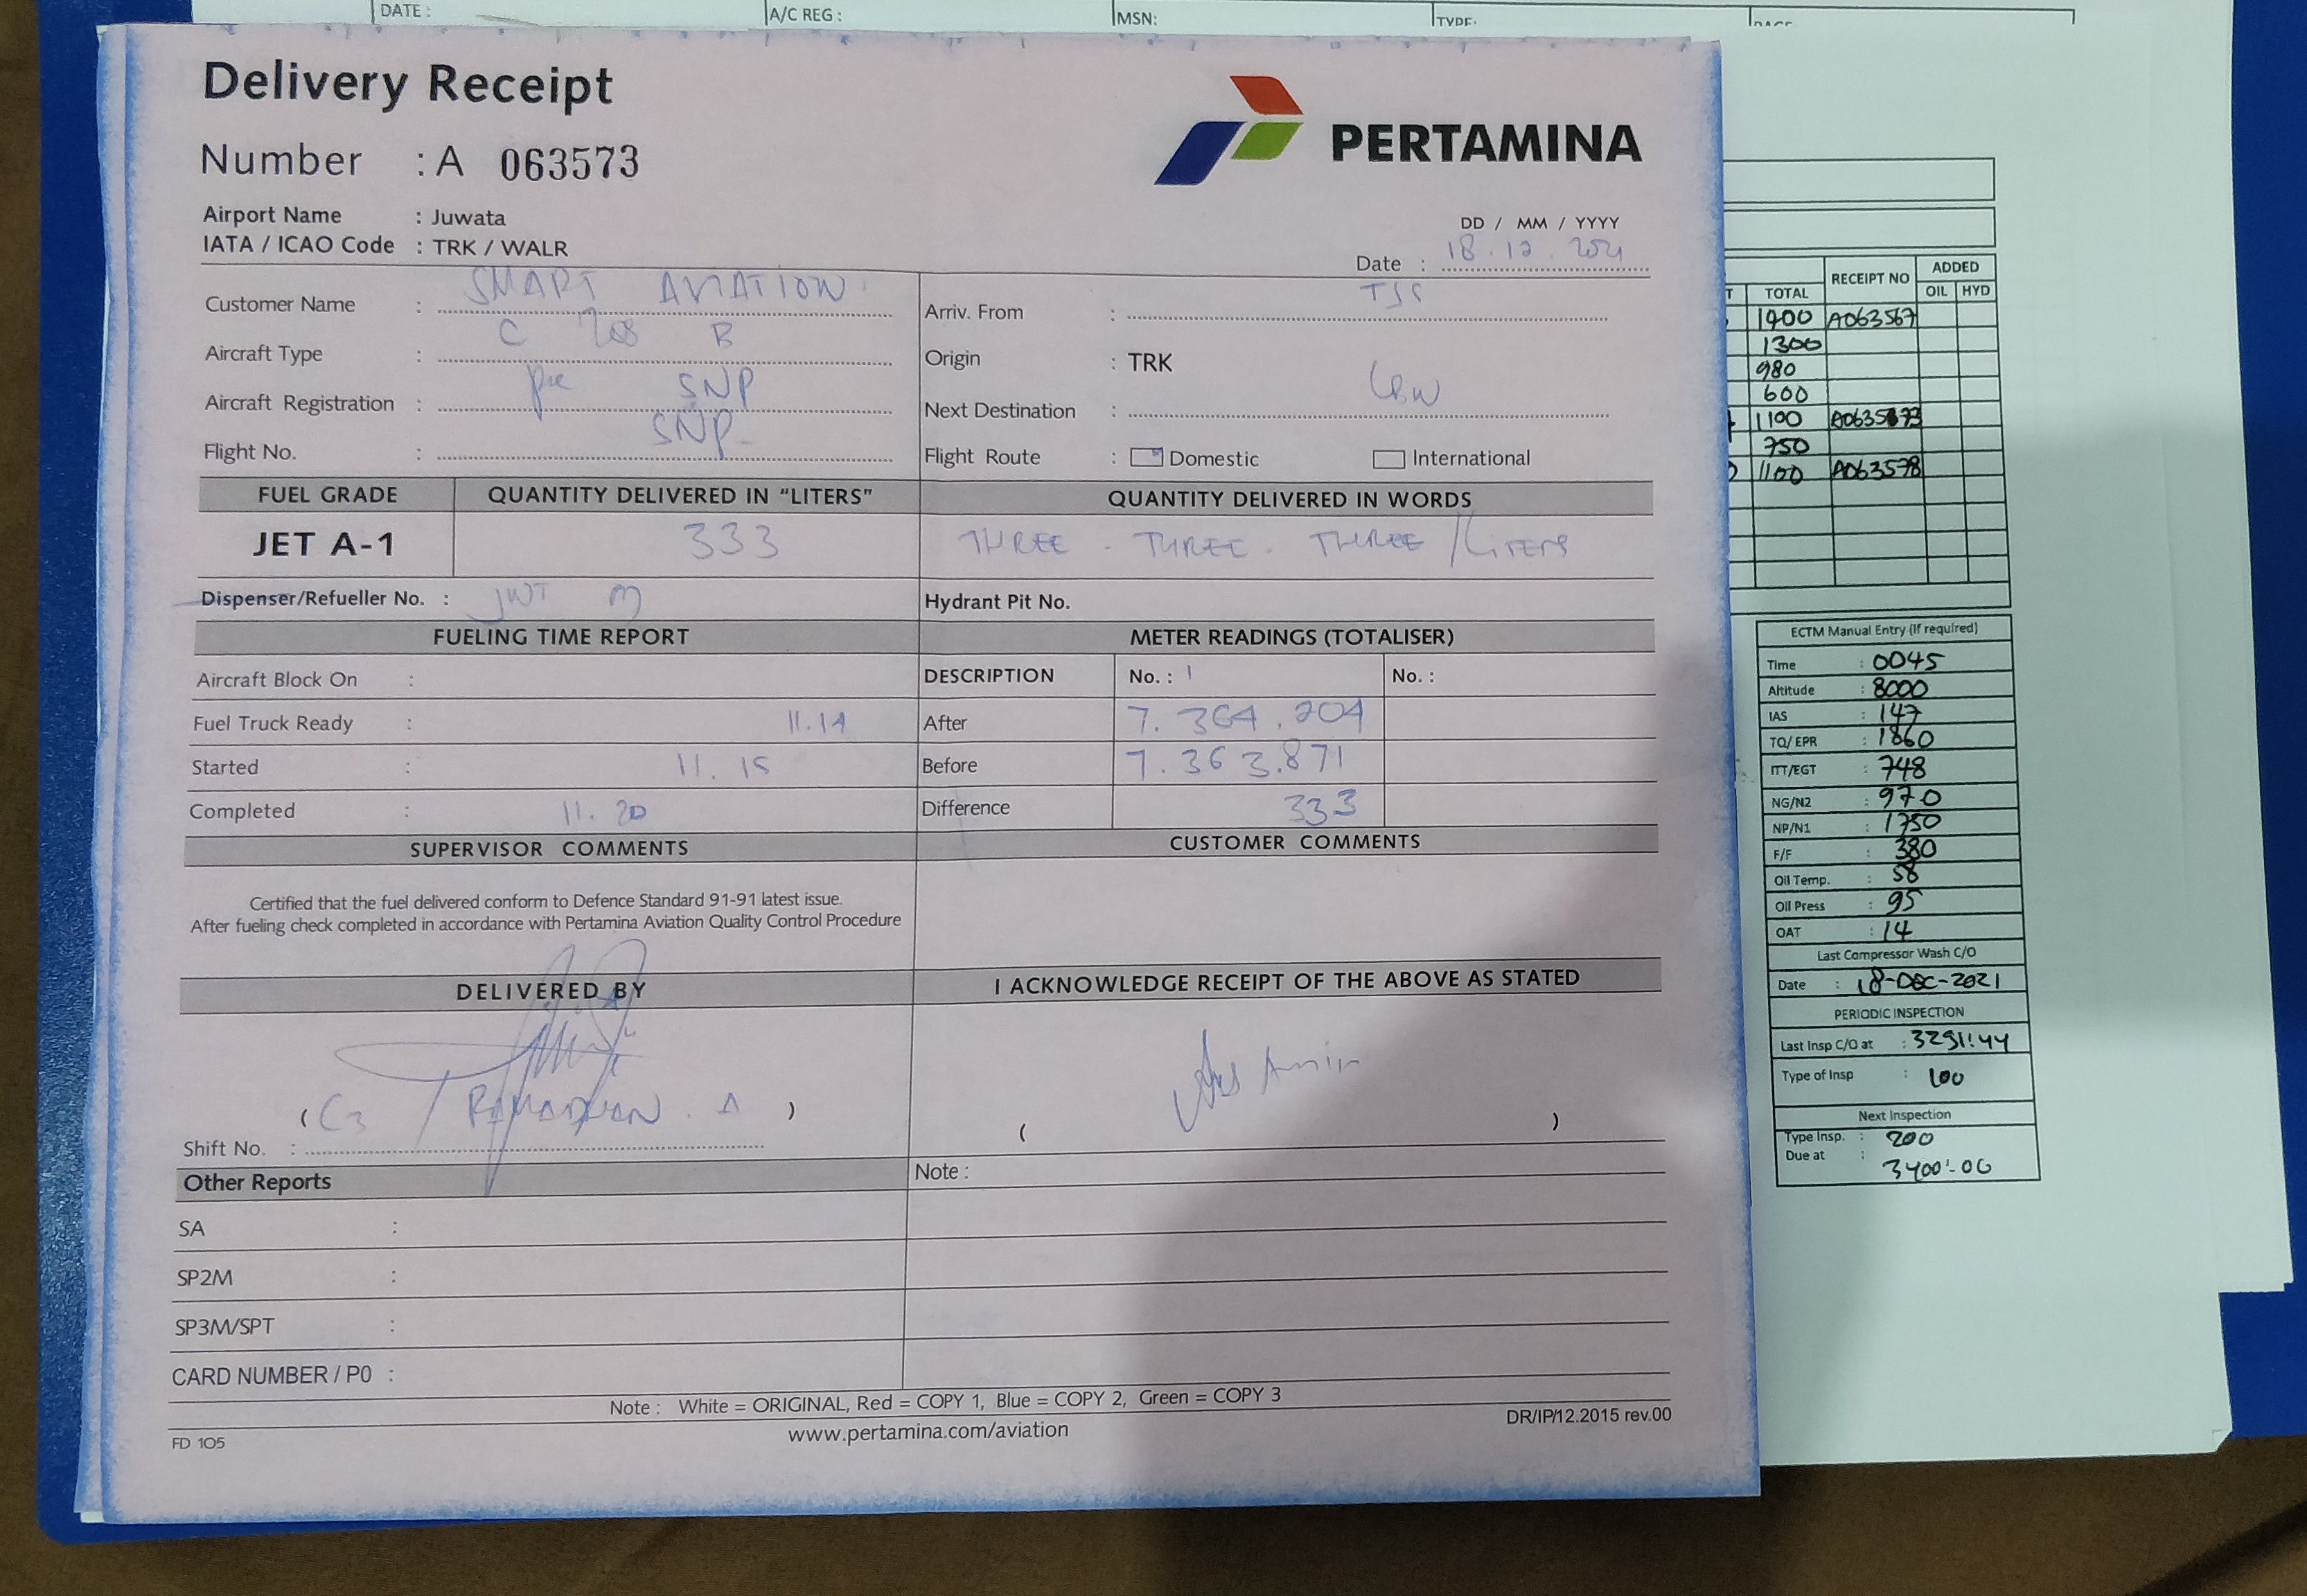 DATE :
A/C REG :
MSN:
TYPE:
Delivery Receipt
PERTAMINA
Number : A 063573
Airport Name : Juwata
IATA / ICAO Code : TRK / WALR
DD / MM / YYYY
Date : 18.12.2021
Customer Name : SMART AVIATION
Aircraft Type : C 208 B
Aircraft Registration : PK SNP
Flight No. : SNP
Arriv. From : TJS
Origin : TRK
Next Destination : LBW
Flight Route : Domestic International
FUEL GRADE QUANTITY DELIVERED IN "LITERS" QUANTITY DELIVERED IN WORDS
JET A-1 333 THREE . THREE . THREE / LITERS
Dispenser/Refueller No. : JWT
Hydrant Pit No.
FUELING TIME REPORT METER READINGS (TOTALISER)
Aircraft Block On : DESCRIPTION No. : 1 No. :
Fuel Truck Ready : 11.14 After 7.364.204
Started : 11.15 Before 7.363.871
Completed : 11.20 Difference 333
SUPERVISOR COMMENTS CUSTOMER COMMENTS
Certified that the fuel delivered conform to Defence Standard 91-91 latest issue.
After fueling check completed in accordance with Pertamina Aviation Quality Control Procedure
DELIVERED BY I ACKNOWLEDGE RECEIPT OF THE ABOVE AS STATED
( C3 / RAMADHAN . A )
( )
Shift No. :
Other Reports Note :
SA :
SP2M :
SP3M/SPT :
CARD NUMBER / P0 :
Note : White = ORIGINAL, Red = COPY 1, Blue = COPY 2, Green = COPY 3
www.pertamina.com/aviation
FD 105
DR/IP/12.2015 rev.00
TOTAL RECEIPT NO ADDED
OIL HYD
1400 A063567
1300
980
600
1100 A063573
750
1100 A063578
ECTM Manual Entry (If required)
Time : 0045
Altitude : 8000
IAS : 147
TQ/ EPR : 1860
ITT/EGT : 748
NG/N2 : 970
NP/N1 : 1750
F/F : 380
Oil Temp. : 58
Oil Press : 95
OAT : 14
Last Compressor Wash C/O
Date : 18-DEC-2021
PERIODIC INSPECTION
Last Insp C/O at : 3291:44
Type of Insp : 100
Next Inspection
Type Insp. : 200
Due at : 3400:06